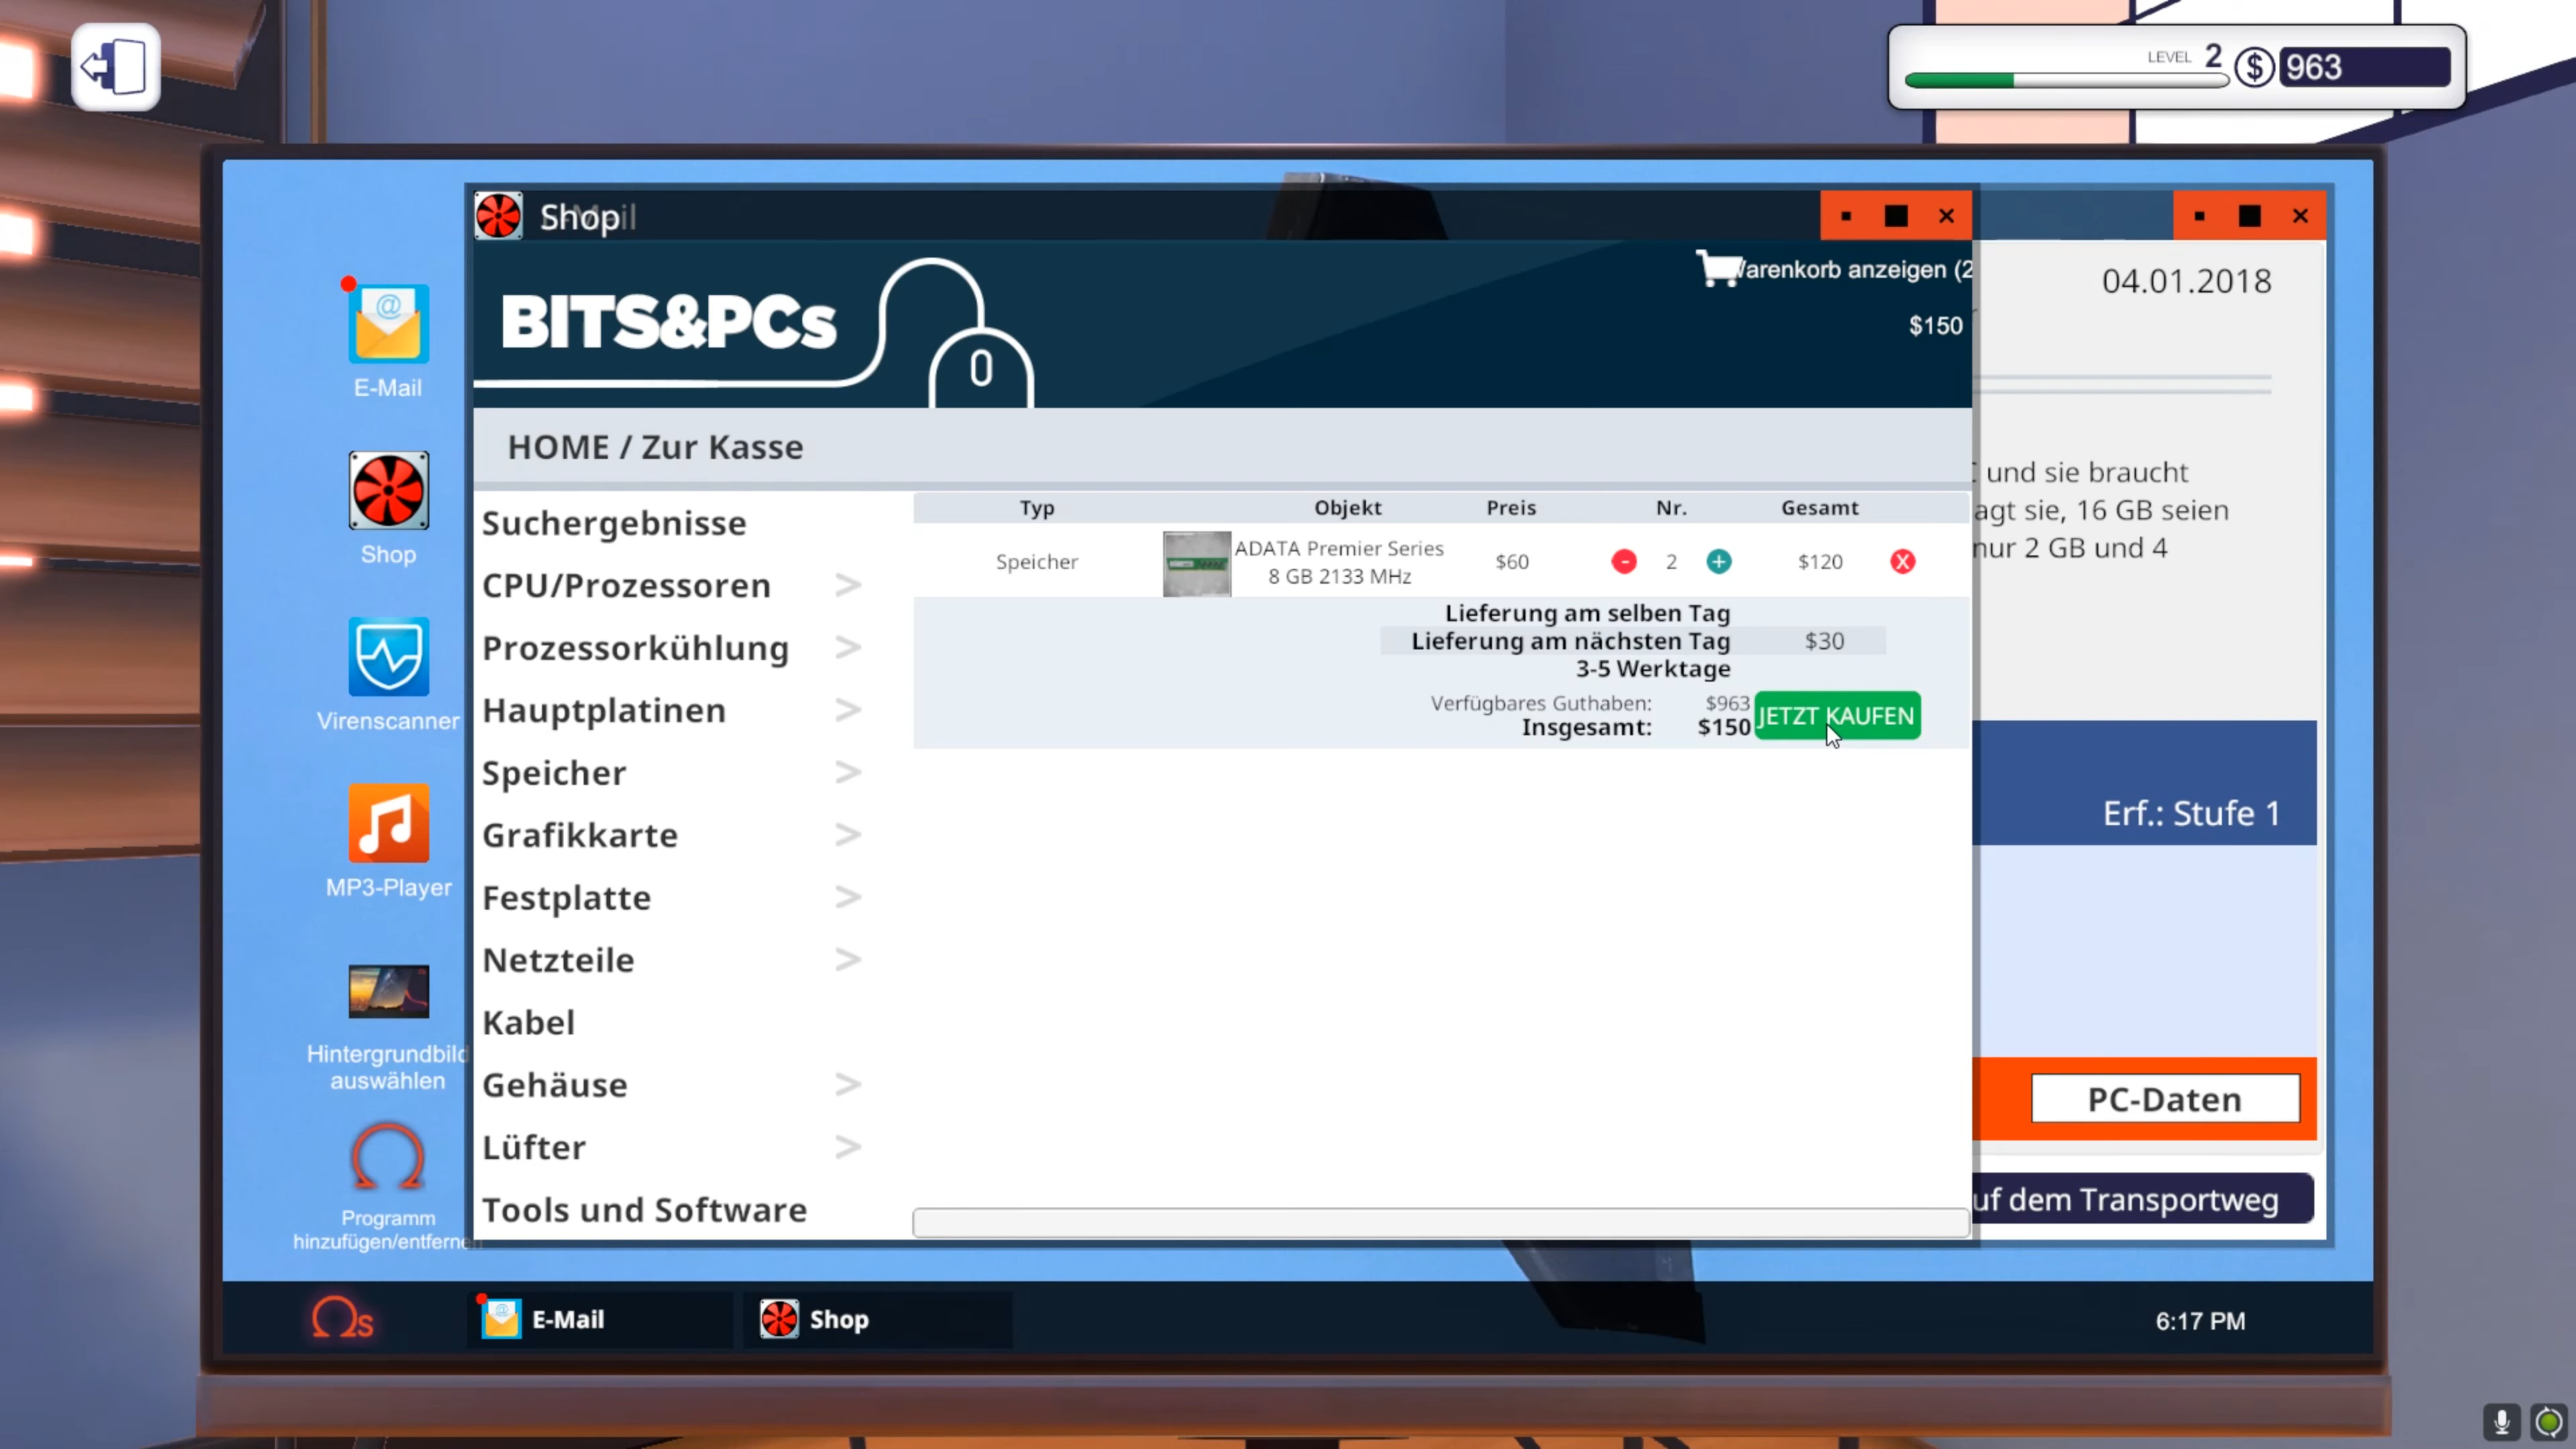 LEVEL 2 $ 963
Shop
BITS&PCs
arenkorb anzeigen (2
$150
HOME / Zur Kasse
Suchergebnisse
CPU/Prozessoren >
Prozessorkühlung >
Hauptplatinen >
Speicher >
Grafikkarte >
Festplatte >
Netzteile >
Kabel
Gehäuse >
Lüfter >
Tools und Software
Typ Objekt Preis Nr. Gesamt
Speicher ADATA Premier Series $60 - 2 + $120 X
8 GB 2133 MHz
Lieferung am selben Tag
Lieferung am nächsten Tag $30
3-5 Werktage
Verfügbares Guthaben: $963
Insgesamt: $150
JETZT KAUFEN
04.01.2018
und sie braucht
agt sie, 16 GB seien
nur 2 GB und 4
Erf.: Stufe 1
PC-Daten
uf dem Transportweg
E-Mail
Shop
Virenscanner
MP3-Player
Hintergrundbild
auswählen
Programm
hinzufügen/entferne
Ωs
E-Mail
Shop
6:17 PM